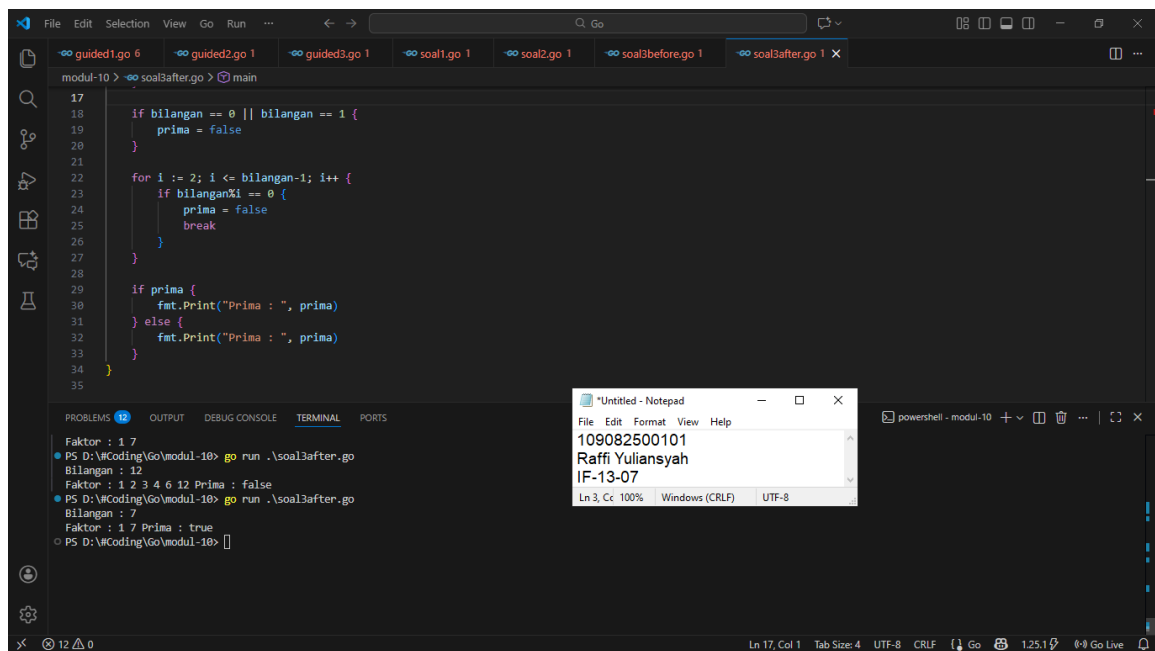 File Edit Selection View Go Run ··· Go
guided1.go 6 guided2.go 1 guided3.go 1 soal1.go 1 soal2.go 1 soal3before.go 1 soal3after.go 1
modul-10 > soal3after.go > main
17
18 if bilangan == 0 || bilangan == 1 {
19 prima = false
20 }
21
22 for i := 2; i <= bilangan-1; i++ {
23 if bilangan%i == 0 {
24 prima = false
25 break
26 }
27 }
28
29 if prima {
30 fmt.Print("Prima : ", prima)
31 } else {
32 fmt.Print("Prima : ", prima)
33 }
34 }
35
PROBLEMS 12 OUTPUT DEBUG CONSOLE TERMINAL PORTS powershell - modul-10
Faktor : 1 7
PS D:\#Coding\Go\modul-10> go run .\soal3after.go
Bilangan : 12
Faktor : 1 2 3 4 6 12 Prima : false
PS D:\#Coding\Go\modul-10> go run .\soal3after.go
Bilangan : 7
Faktor : 1 7 Prima : true
PS D:\#Coding\Go\modul-10>
*Untitled - Notepad
File Edit Format View Help
109082500101
Raffi Yuliansyah
IF-13-07
Ln 3, Cc 100% Windows (CRLF) UTF-8
12 0 Ln 17, Col 1 Tab Size: 4 UTF-8 CRLF Go 1.25.1 Go Live